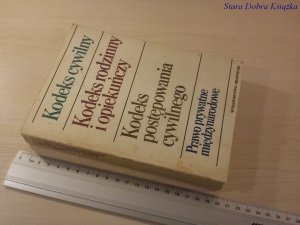 Stara Dobra Książka
Kodeks cywilny
Kodeks rodzinny
i opiekuńczy
Kodeks
postępowania
cywilnego
Prawo prywatne
międzynarodowe